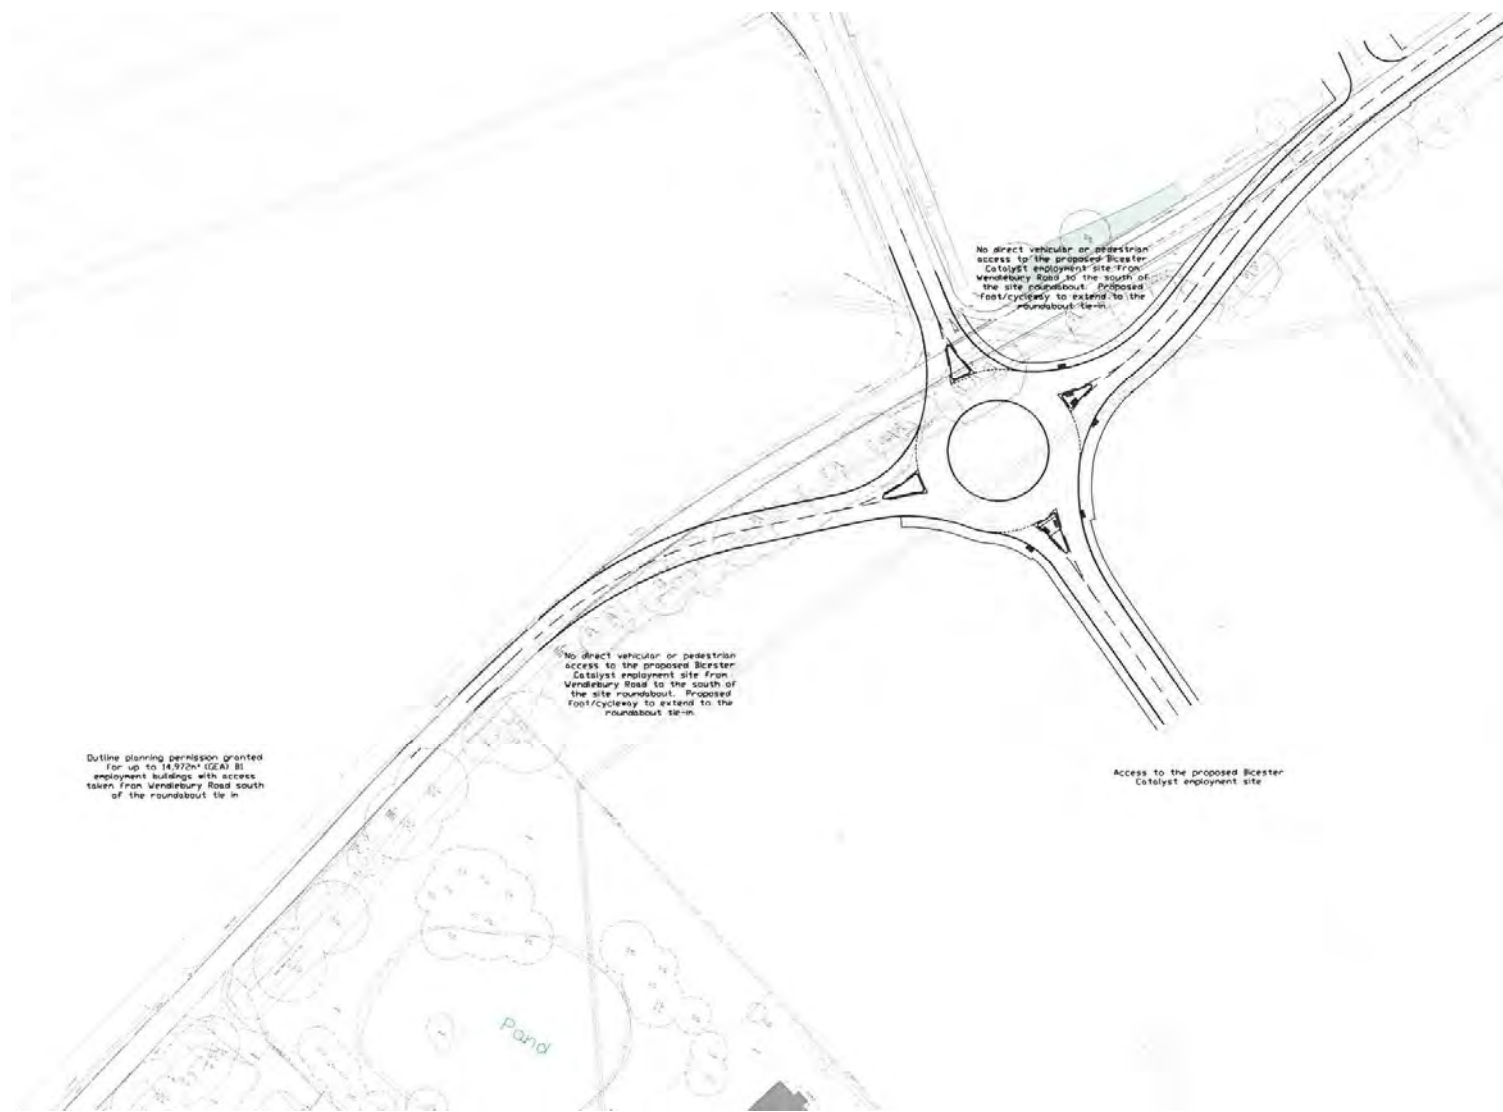 No direct vehicular or pedestrian
access to the proposed Bicester
Catalyst employment site from
Wendlebury Road to the south of
the site roundabout. Proposed
foot/cycleway to extend to the
roundabout tie-in.
No direct vehicular or pedestrian
access to the proposed Bicester
Catalyst employment site from
Wendlebury Road to the south of
the site roundabout. Proposed
foot/cycleway to extend to the
roundabout tie-in.
Outline planning permission granted
for up to 14,972m² (GEA) B1
employment buildings with access
taken from Wendlebury Road south
of the roundabout tie in
Access to the proposed Bicester
Catalyst employment site
Pond